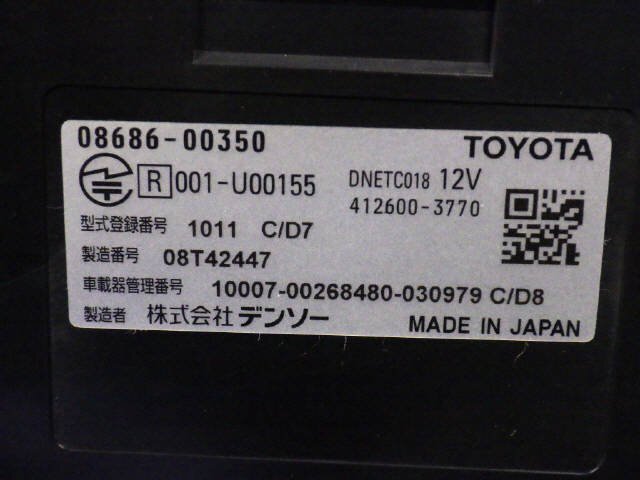 08686-00350 TOYOTA
R 001-U00155 DNETC018 12V
412600-3770
型式登録番号 1011 C/D7
製造番号 08T42447
車載器管理番号 10007-00268480-030979 C/D8
製造者 株式会社 デンソー MADE IN JAPAN